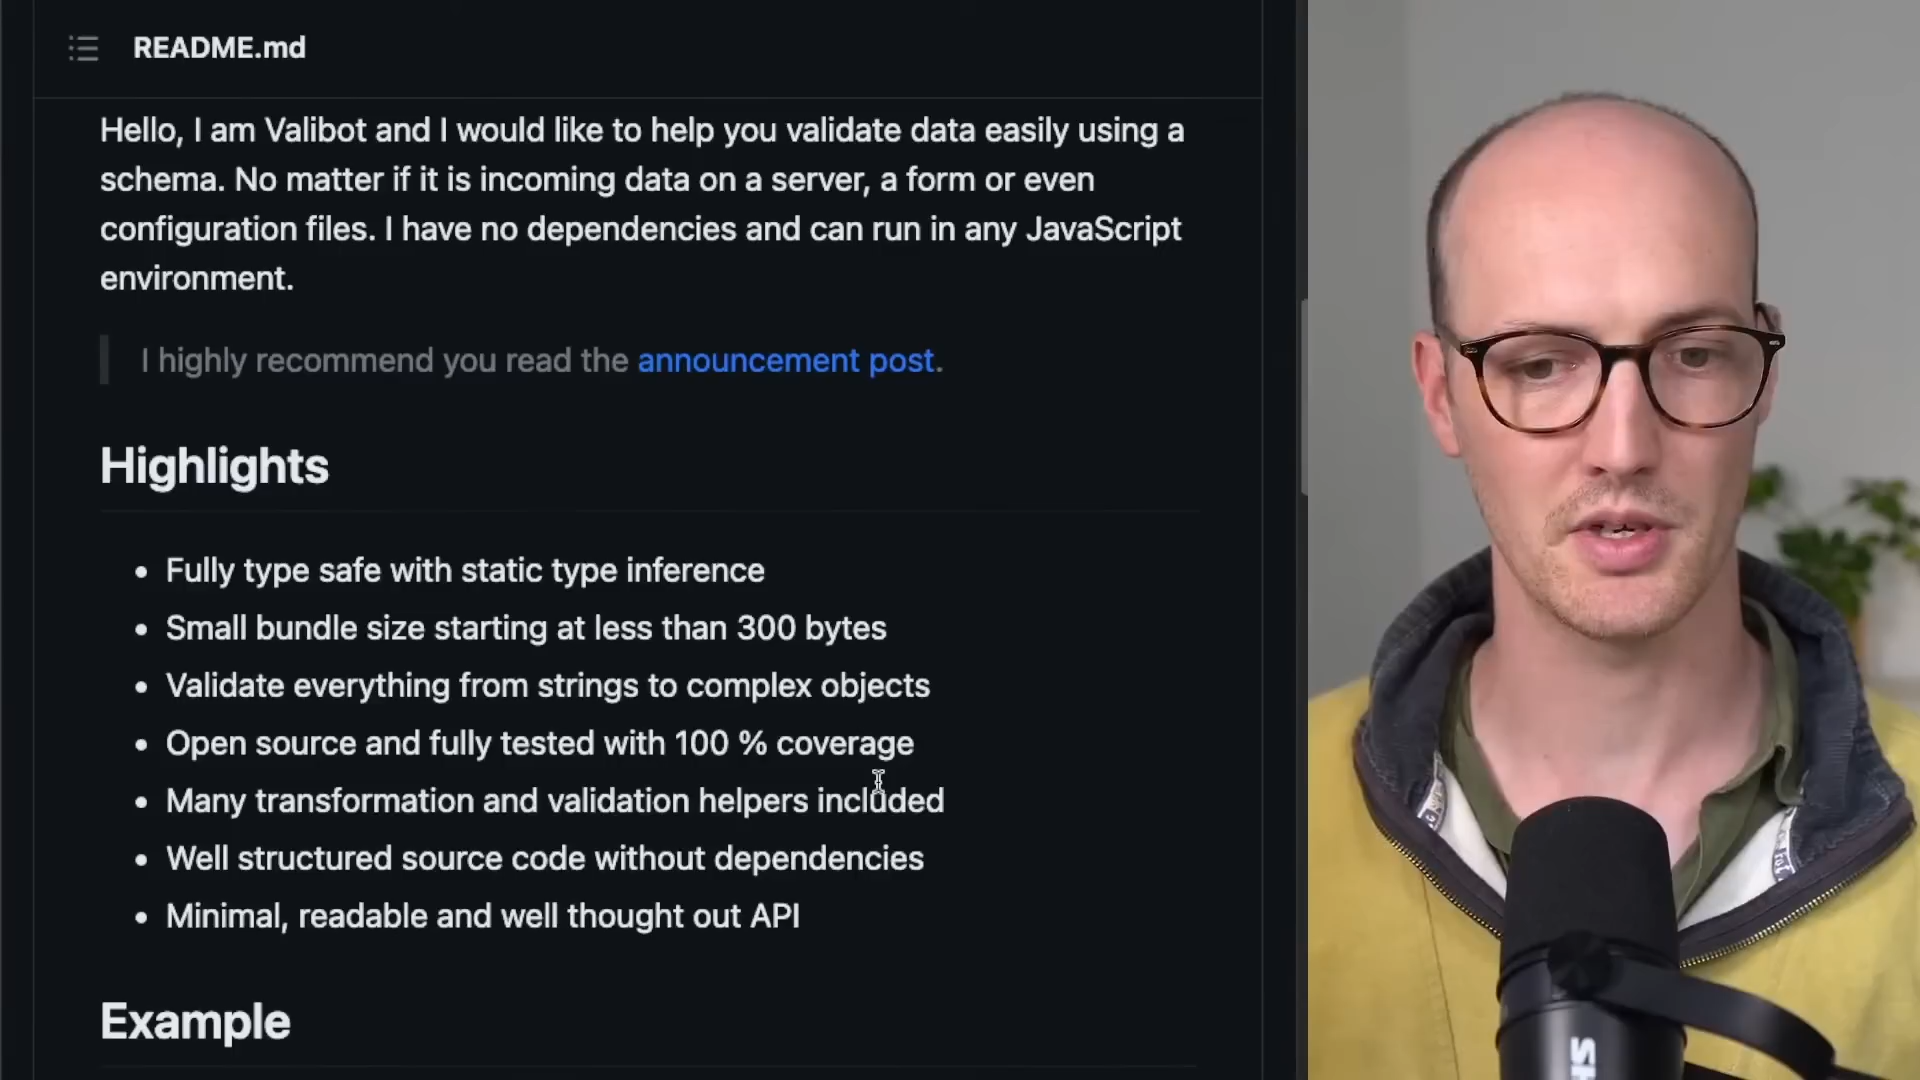 README.md
Hello, I am Valibot and I would like to help you validate data easily using a
schema. No matter if it is incoming data on a server, a form or even
configuration files. I have no dependencies and can run in any JavaScript
environment.
I highly recommend you read the announcement post.
Highlights
• Fully type safe with static type inference
• Small bundle size starting at less than 300 bytes
• Validate everything from strings to complex objects
• Open source and fully tested with 100 % coverage
• Many transformation and validation helpers included
• Well structured source code without dependencies
• Minimal, readable and well thought out API
Example